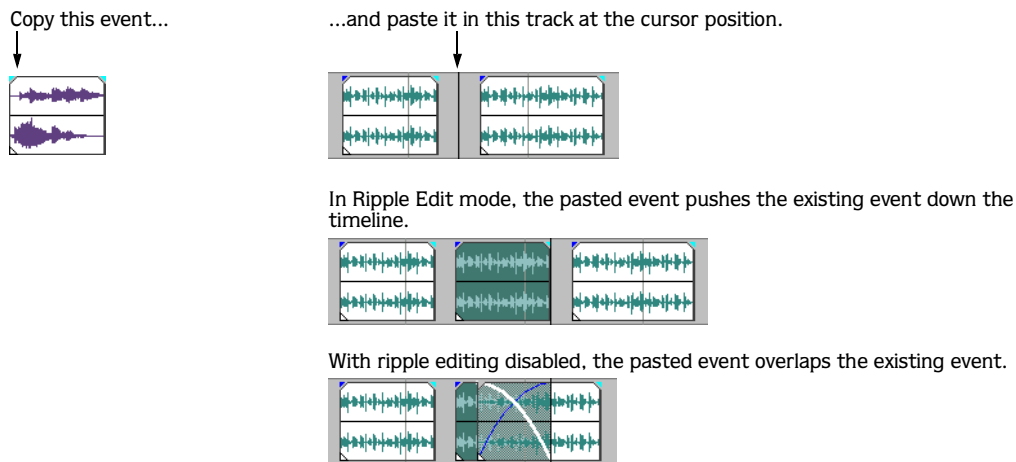 Copy this event...
...and paste it in this track at the cursor position.
In Ripple Edit mode, the pasted event pushes the existing event down the
timeline.
With ripple editing disabled, the pasted event overlaps the existing event.